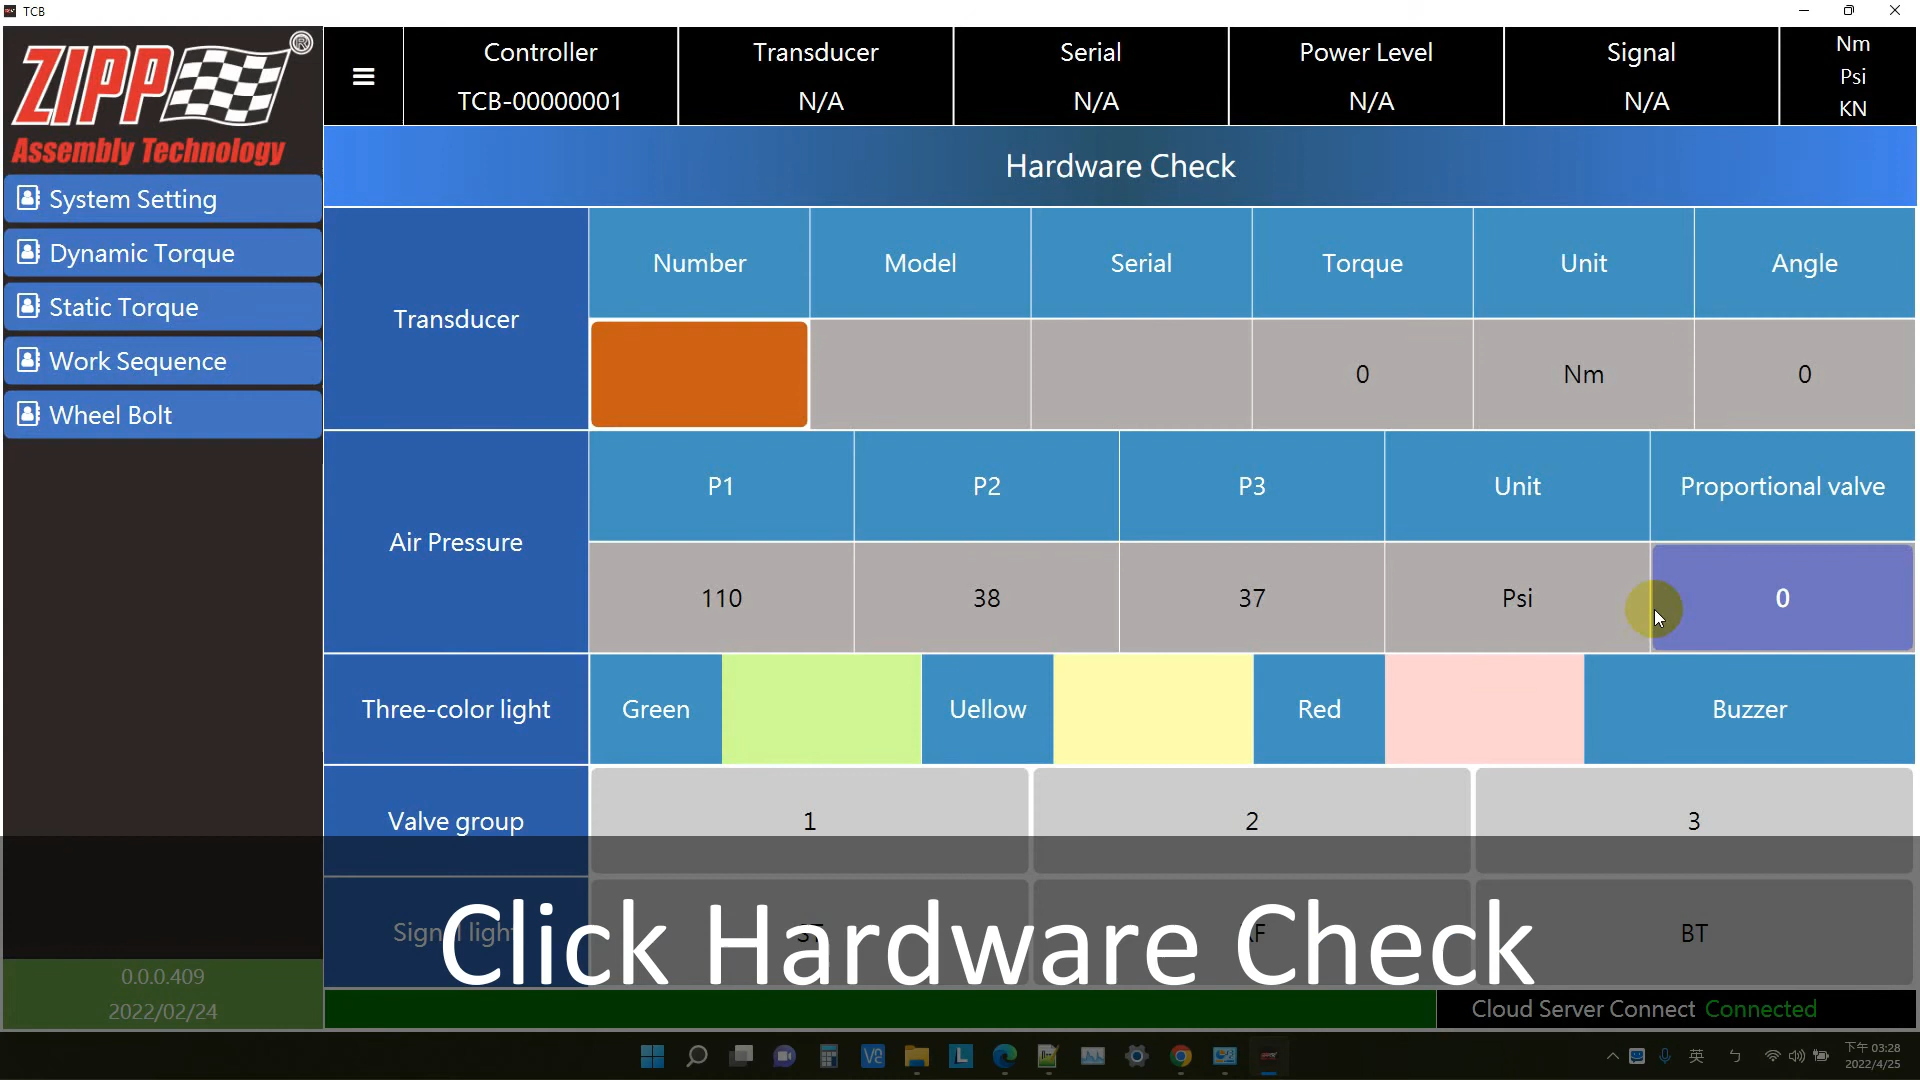 TCB
ZIPP®
Assembly Technology
Controller
TCB-00000001
Transducer
N/A
Serial
N/A
Power Level
N/A
Signal
N/A
Nm
Psi
KN
Hardware Check
System Setting
Dynamic Torque
Static Torque
Work Sequence
Wheel Bolt
Transducer
Number Model Serial Torque Unit Angle
0 Nm 0
Air Pressure
P1 P2 P3 Unit Proportional valve
110 38 37 Psi 0
Three-color light Green Uellow Red Buzzer
Valve group 1 2 3
Signal light BT
Click Hardware Check
0.0.0.409
2022/02/24
Cloud Server Connect Connected
英 ㄅ
下午 03:28
2022/4/25